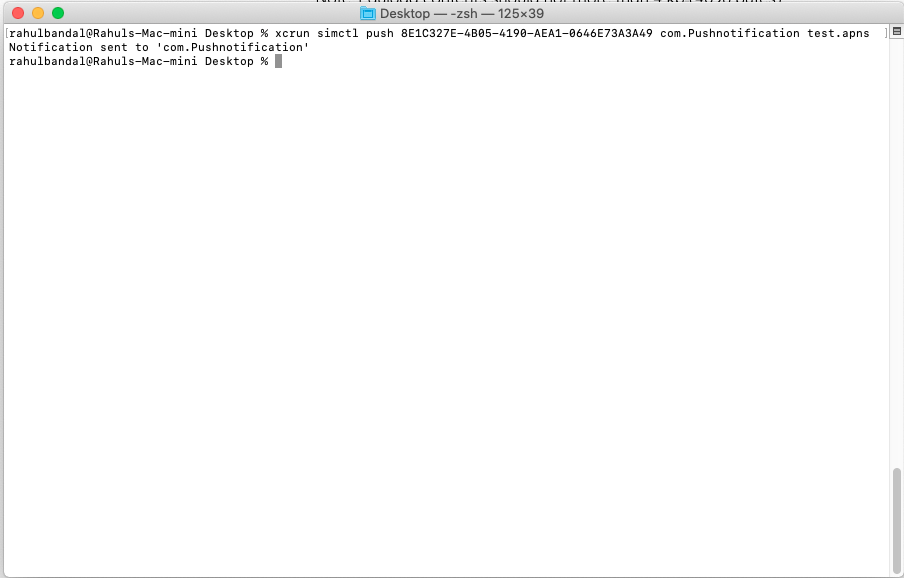 Desktop — -zsh — 125×39
[rahulbandal@Rahuls-Mac-mini Desktop % xcrun simctl push 8E1C327E-4B05-4190-AEA1-0646E73A3A49 com.Pushnotification test.apns ]
Notification sent to 'com.Pushnotification'
rahulbandal@Rahuls-Mac-mini Desktop %